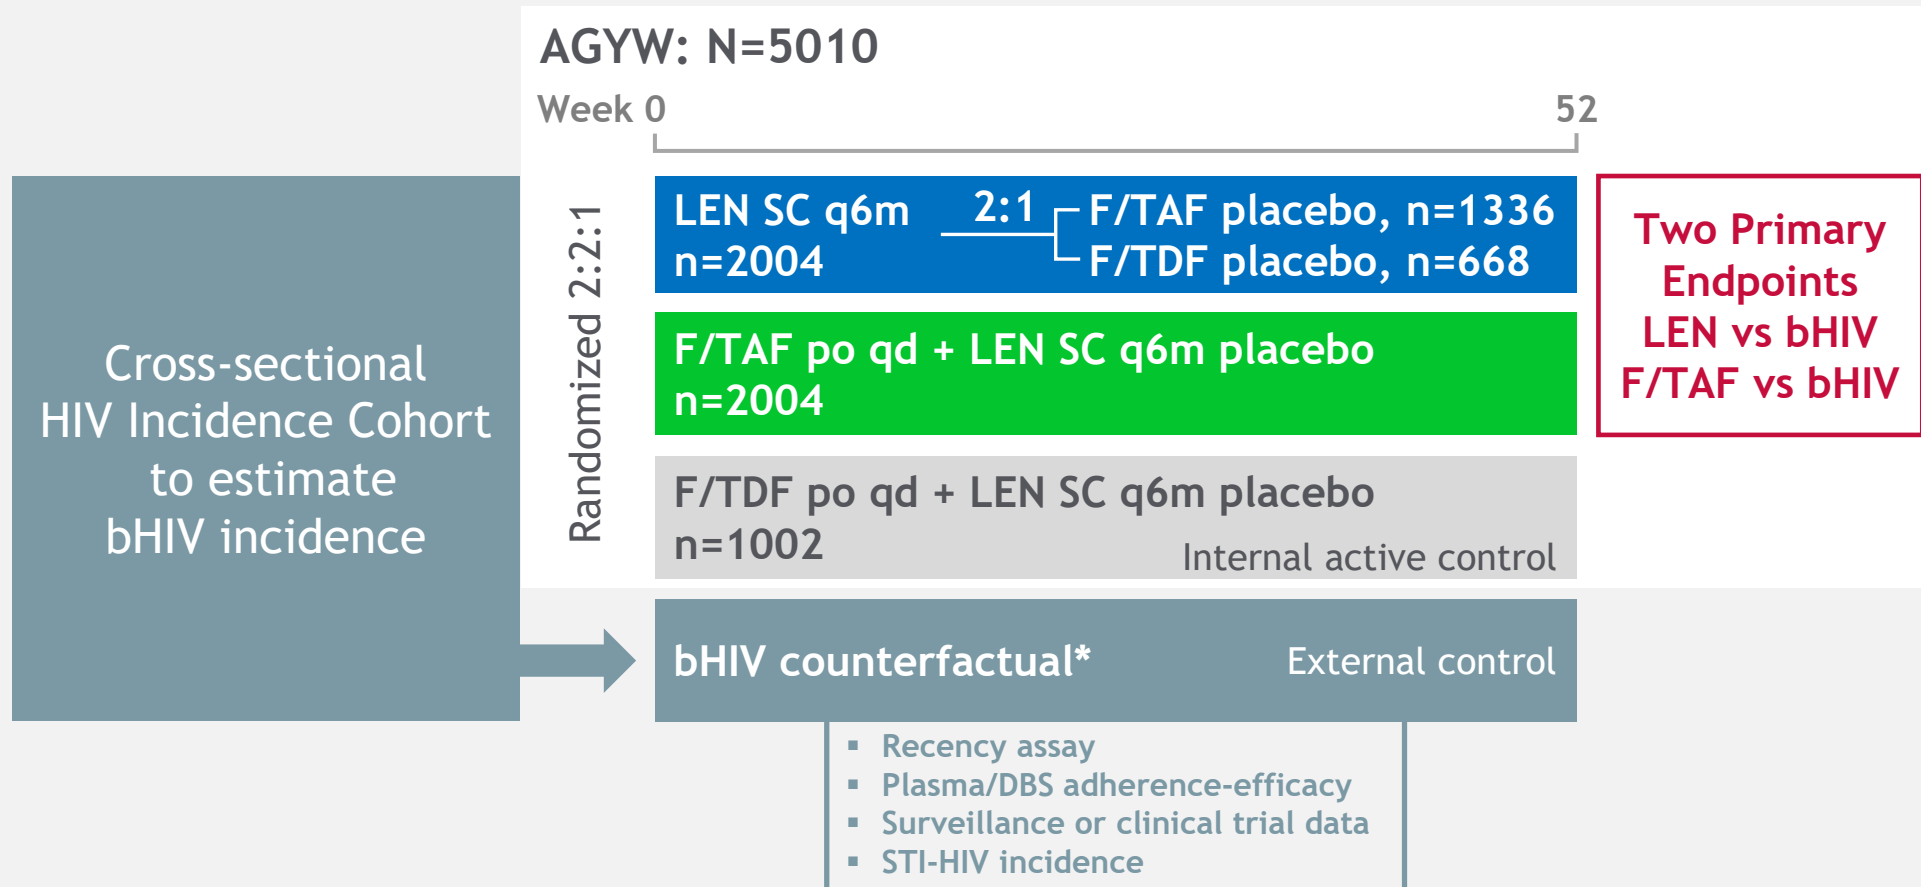 AGYW: N=5010
Week 0
52
Cross-sectional
HIV Incidence Cohort
to estimate
bHIV incidence
Randomized 2:2:1
LEN SC q6m
n=2004
2:1
F/TAF placebo, n=1336
F/TDF placebo, n=668
F/TAF po qd + LEN SC q6m placebo
n=2004
F/TDF po qd + LEN SC q6m placebo
n=1002
Internal active control
Two Primary
Endpoints
LEN vs bHIV
F/TAF vs bHIV
bHIV counterfactual*
External control
▪ Recency assay
▪ Plasma/DBS adherence-efficacy
▪ Surveillance or clinical trial data
▪ STI-HIV incidence